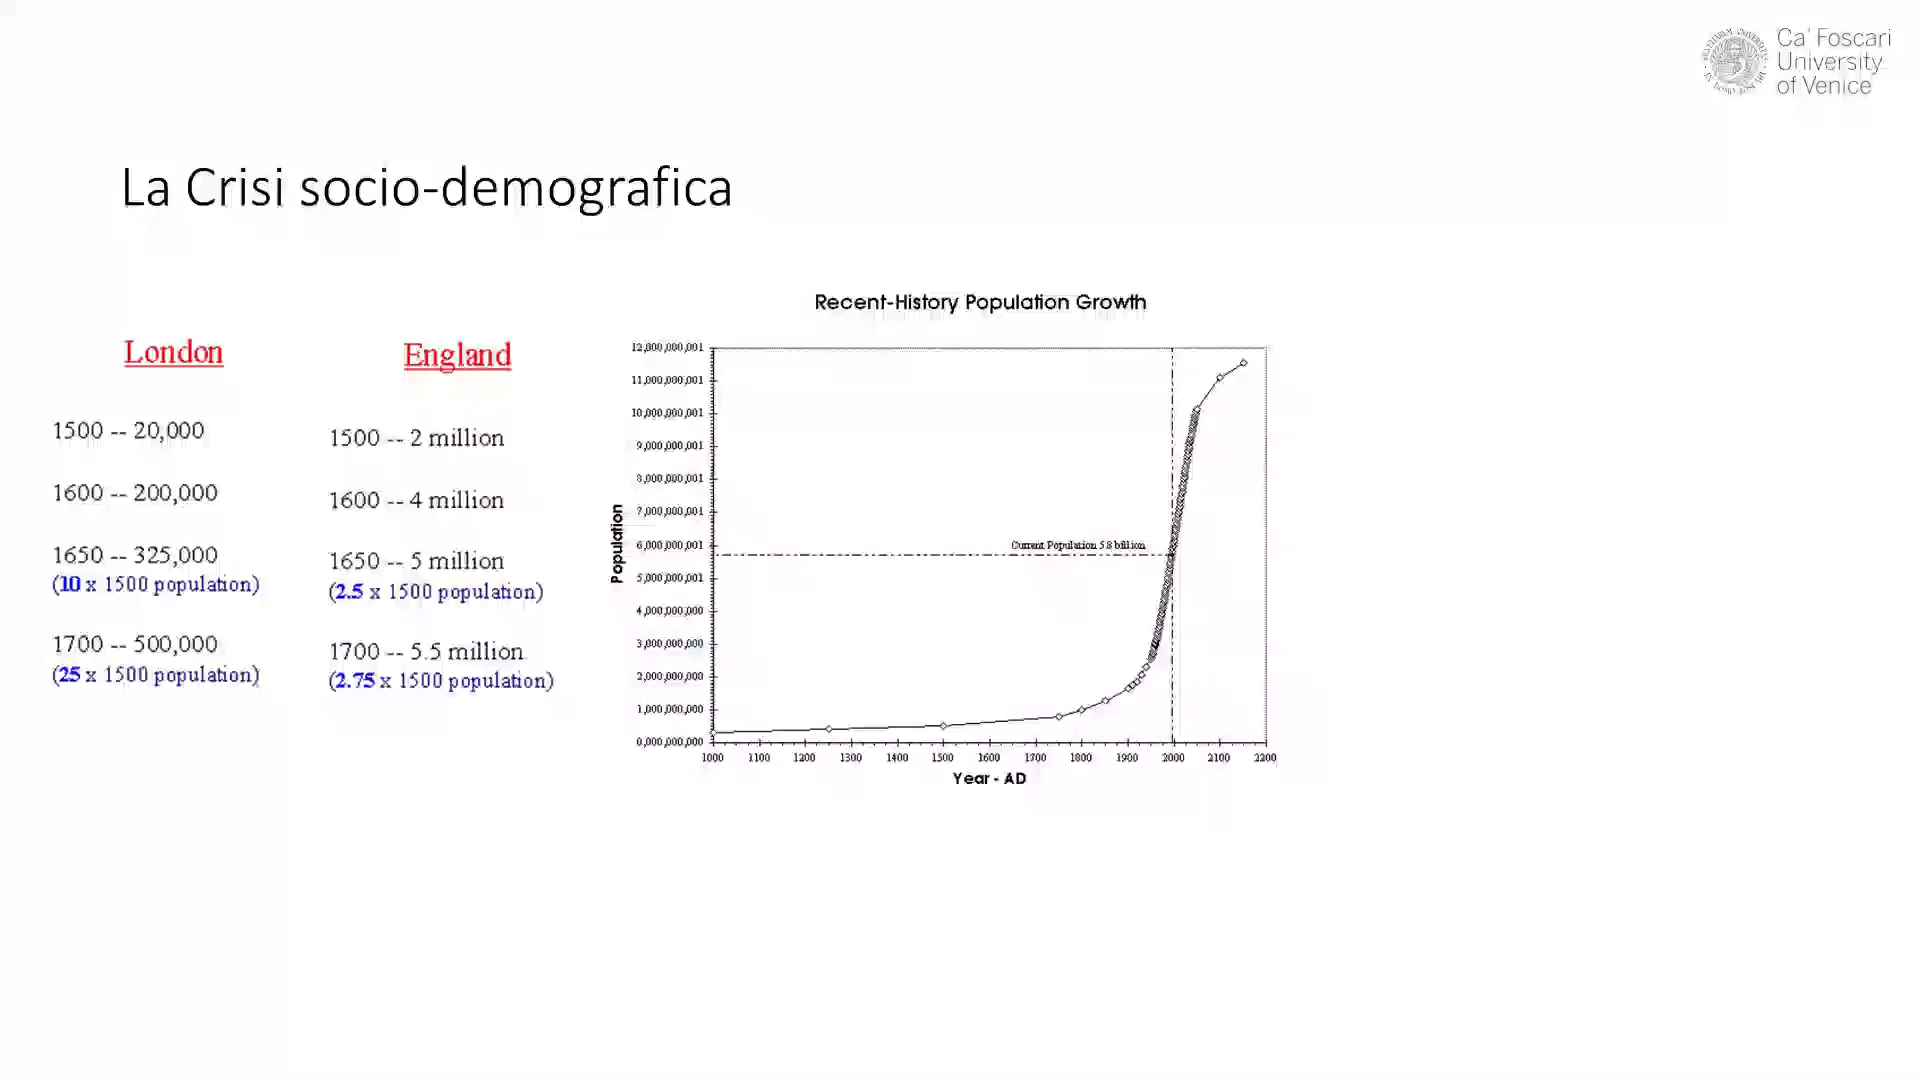 Ca' Foscari
University
of Venice
La Crisi socio-demografica
London
1500 -- 20,000
1600 -- 200,000
1650 -- 325,000
(10 x 1500 population)
1700 -- 500,000
(25 x 1500 population)
England
1500 -- 2 million
1600 -- 4 million
1650 -- 5 million
(2.5 x 1500 population)
1700 -- 5.5 million
(2.75 x 1500 population)
Recent-History Population Growth
Population
12,000,000,001
11,000,000,001
10,000,000,001
9,000,000,001
8,000,000,001
7,000,000,001
6,000,000,001
5,000,000,001
4,000,000,000
3,000,000,000
2,000,000,000
1,000,000,000
0,000,000,000
Current Population 5.8 billion
1000 1100 1200 1300 1400 1500 1600 1700 1800 1900 2000 2100 2200
Year - AD